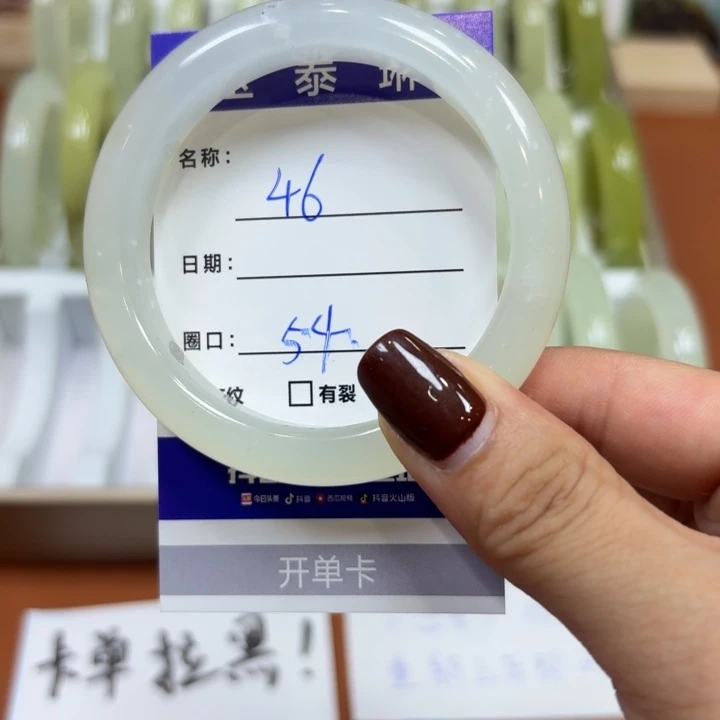 泰琳
名称：46
日期：
圈口：54
纹 □有裂
今日头条 抖音 西瓜视频 抖音火山版
开单卡
卡单拉黑！